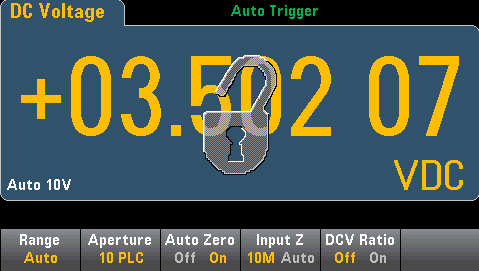 DC Voltage
Auto Trigger
+03.502 07
VDC
Auto 10V
Range Aperture Auto Zero Input Z DCV Ratio
Auto 10 PLC Off On 10M Auto Off On